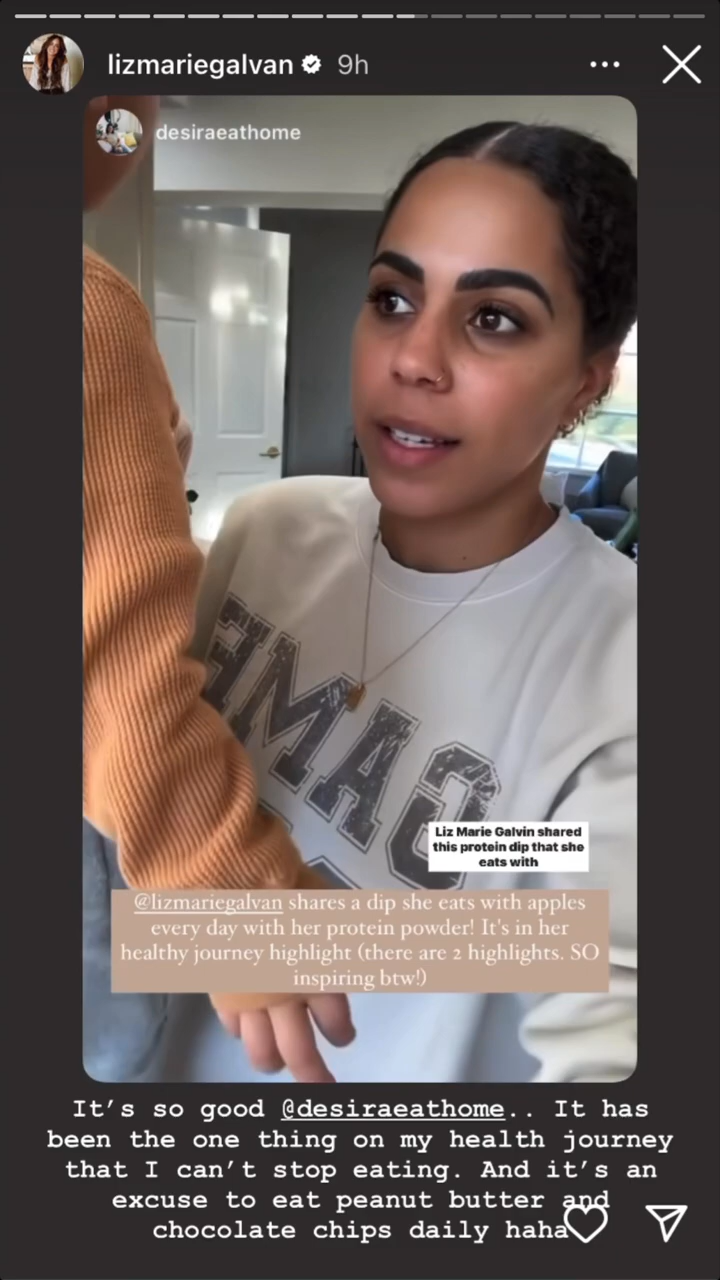 lizmariegalvan 9h
desiraeathome
GAME
Liz Marie Galvin shared
this protein dip that she
eats with
@lizmariegalvan shares a dip she eats with apples
every day with her protein powder! It's in her
healthy journey highlight (there are 2 highlights. SO
inspiring btw!)
It’s so good @desiraeathome.. It has
been the one thing on my health journey
that I can’t stop eating. And it’s an
excuse to eat peanut butter and
chocolate chips daily haha